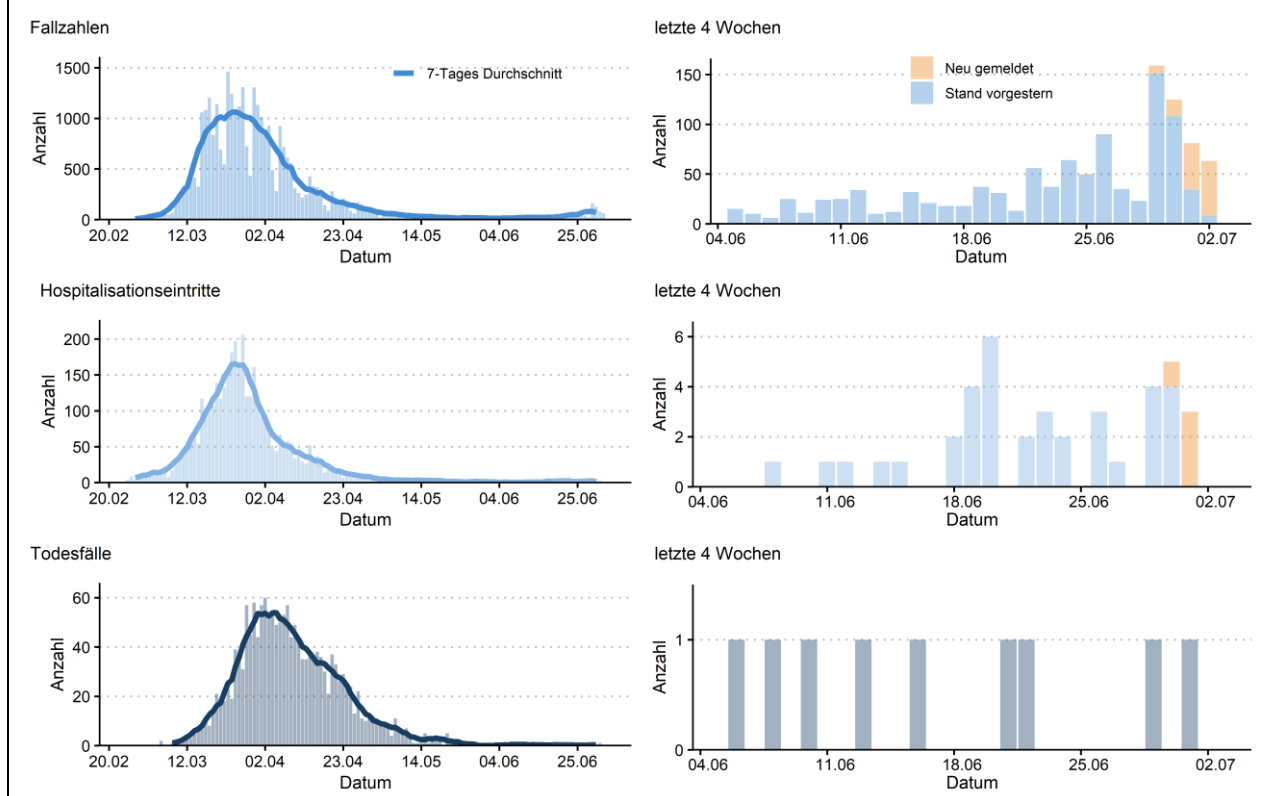 Fallzahlen
1500
1000
500
0
Anzahl
7-Tages Durchschnitt
20.02 12.03 02.04 23.04 14.05 04.06 25.06
Datum
letzte 4 Wochen
150
100
50
0
Anzahl
Neu gemeldet
Stand vorgestern
04.06 11.06 18.06 25.06 02.07
Datum
Hospitalisationseintritte
200
150
100
50
0
Anzahl
20.02 12.03 02.04 23.04 14.05 04.06 25.06
Datum
letzte 4 Wochen
6
4
2
0
Anzahl
04.06 11.06 18.06 25.06 02.07
Datum
Todesfälle
60
40
20
0
Anzahl
20.02 12.03 02.04 23.04 14.05 04.06 25.06
Datum
letzte 4 Wochen
1
0
Anzahl
04.06 11.06 18.06 25.06 02.07
Datum